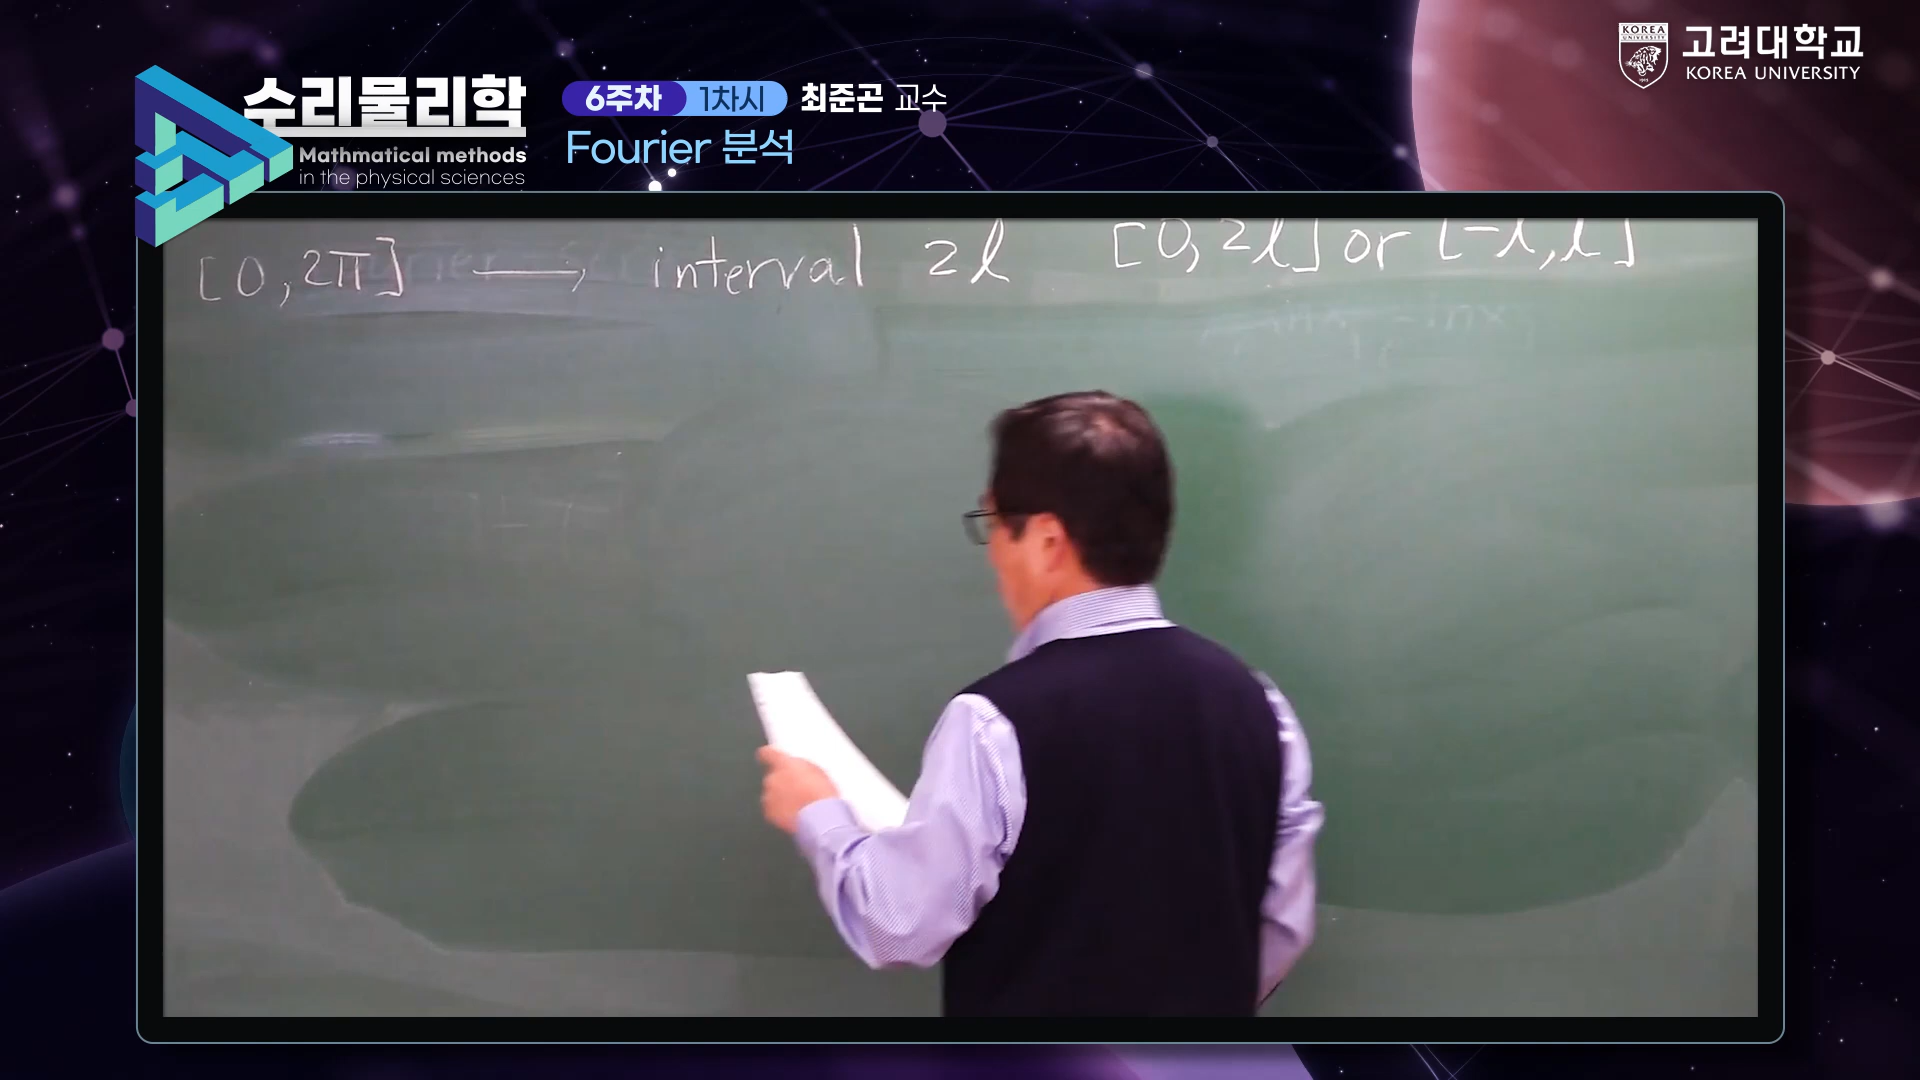 수리물리학
Mathmatical methods
in the physical sciences
6주차 1차시 최준곤 교수
Fourier 분석
KOREA
UNIVERSITY
고려대학교
KOREA UNIVERSITY
[0, 2π] → interval 2l [0, 2l] or [-l, l]